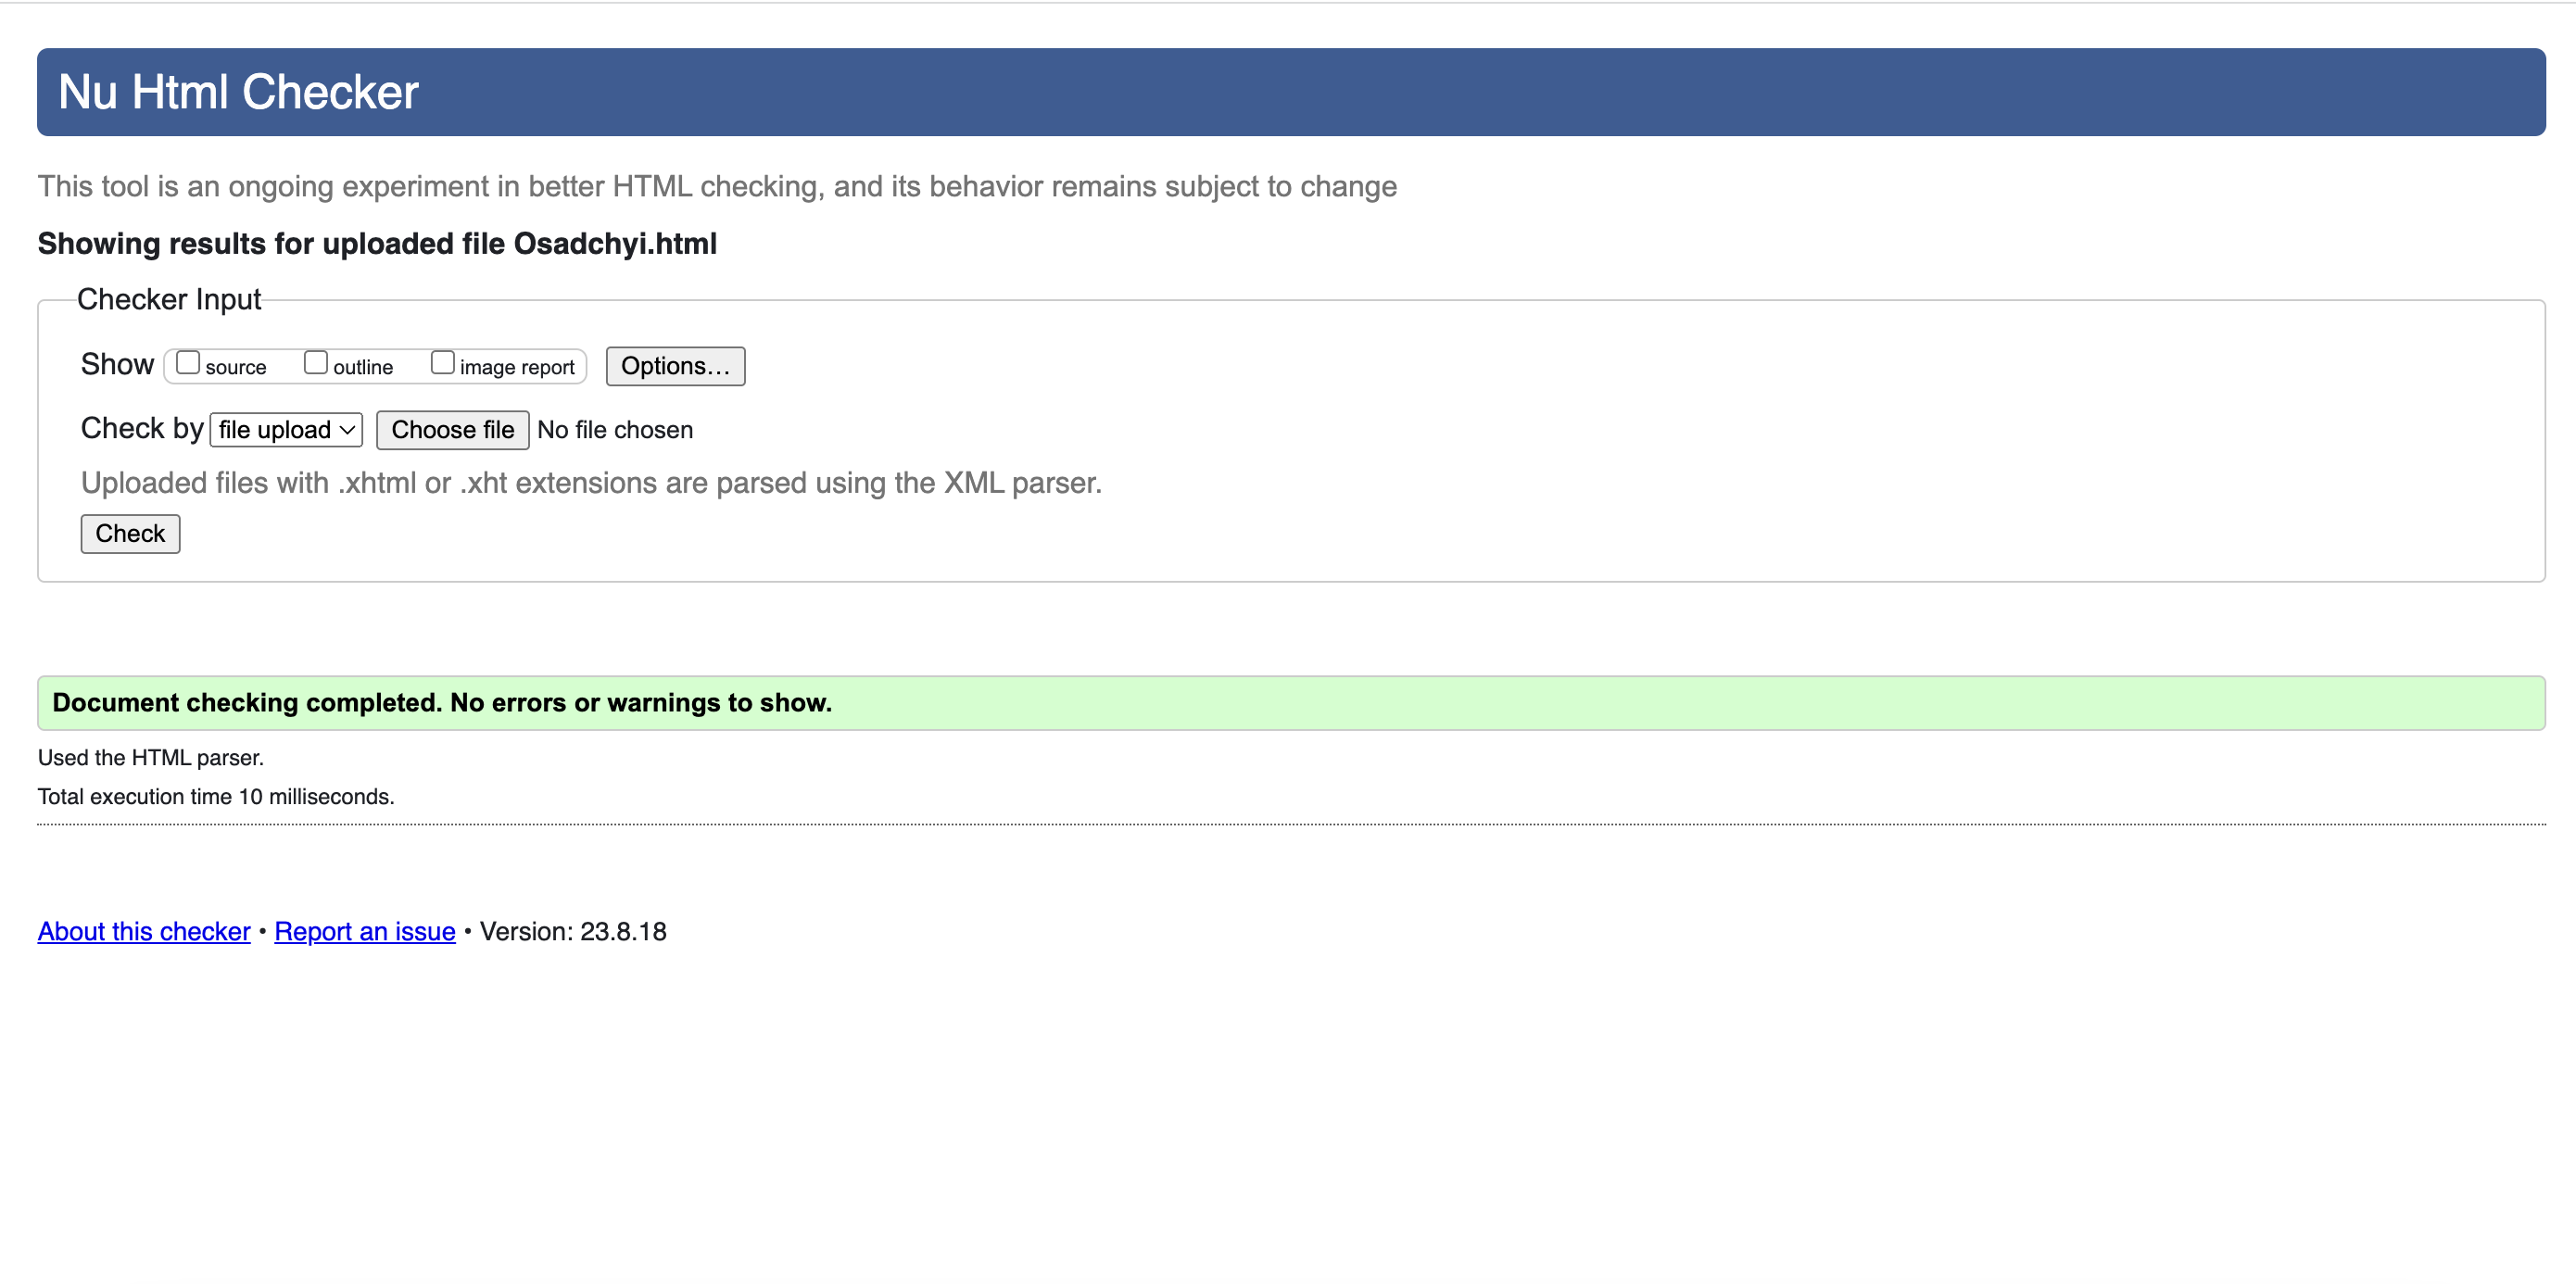 Nu Html Checker
This tool is an ongoing experiment in better HTML checking, and its behavior remains subject to change
Showing results for uploaded file Osadchyi.html
Checker Input
Show source outline image report Options…
Check by file upload Choose file No file chosen
Uploaded files with .xhtml or .xht extensions are parsed using the XML parser.
Check
Document checking completed. No errors or warnings to show.
Used the HTML parser.
Total execution time 10 milliseconds.
About this checker • Report an issue • Version: 23.8.18